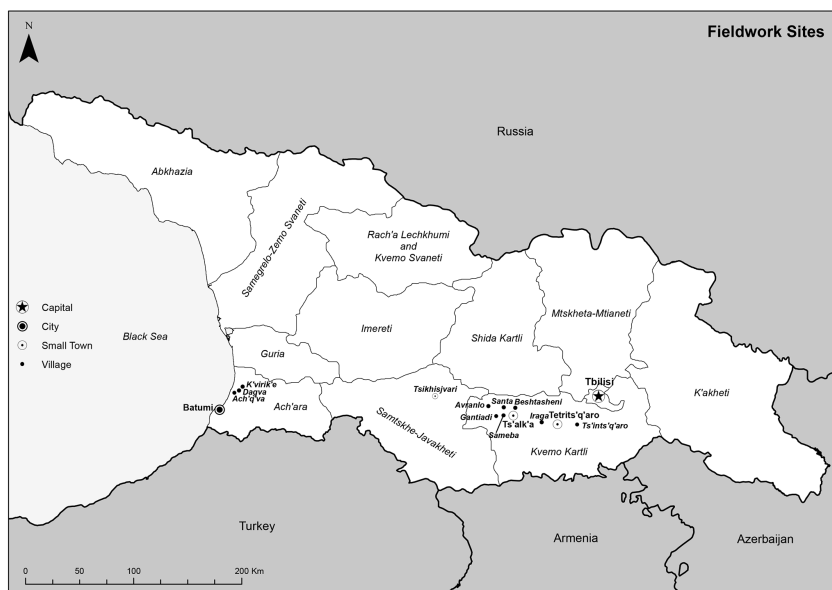 Fieldwork Sites
N
Russia
Abkhazia
Samegrelo-Zemo Svaneti
Rach'a Lechkhumi
and
Kvemo Svaneti
Mtskheta-Mtianeti
Capital
City
Small Town
Village
Black Sea
Imereti
Shida Kartli
Guria
K'akheti
Tbilisi
K'virik'e
Dagva
Ach'q'va
Batumi
Ach'ara
Tsikhisjvari
Samtskhe-Javakheti
Avranlo
Santa
Beshtasheni
Gantiadi
Ts'alk'a
Sameba
Iraga
Tetrits'q'aro
Ts'ints'q'aro
Kvemo Kartli
Turkey
Armenia
Azerbaijan
0 50 100 200 Km